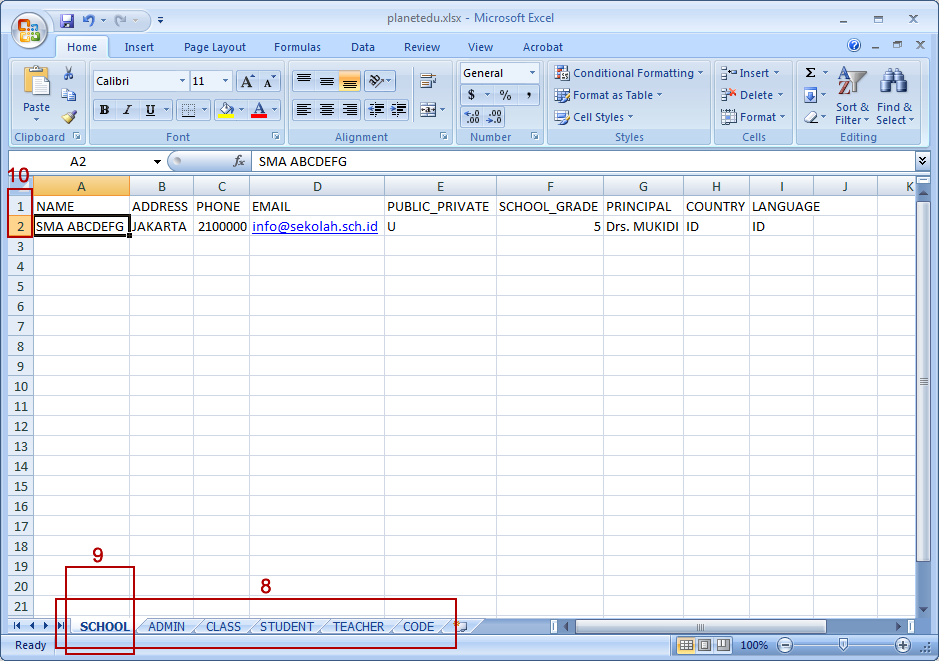 planetedu.xlsx - Microsoft Excel
Home Insert Page Layout Formulas Data Review View Acrobat
Calibri 11 General Conditional Formatting Insert Σ
Paste B I U A $ % , Format as Table Delete Sort & Find &
Cell Styles Format Filter Select
Clipboard Font Alignment Number Styles Cells Editing
A2 fx SMA ABCDEFG
10
A B C D E F G H I J K
1 NAME ADDRESS PHONE EMAIL PUBLIC_PRIVATE SCHOOL_GRADE PRINCIPAL COUNTRY LANGUAGE
2 SMA ABCDEFG JAKARTA 2100000 info@sekolah.sch.id U 5 Drs. MUKIDI ID ID
3
4
5
6
7
8
9
10
11
12
13
14
15
16
17
18
19
20
21
9
8
SCHOOL ADMIN CLASS STUDENT TEACHER CODE
Ready 100%